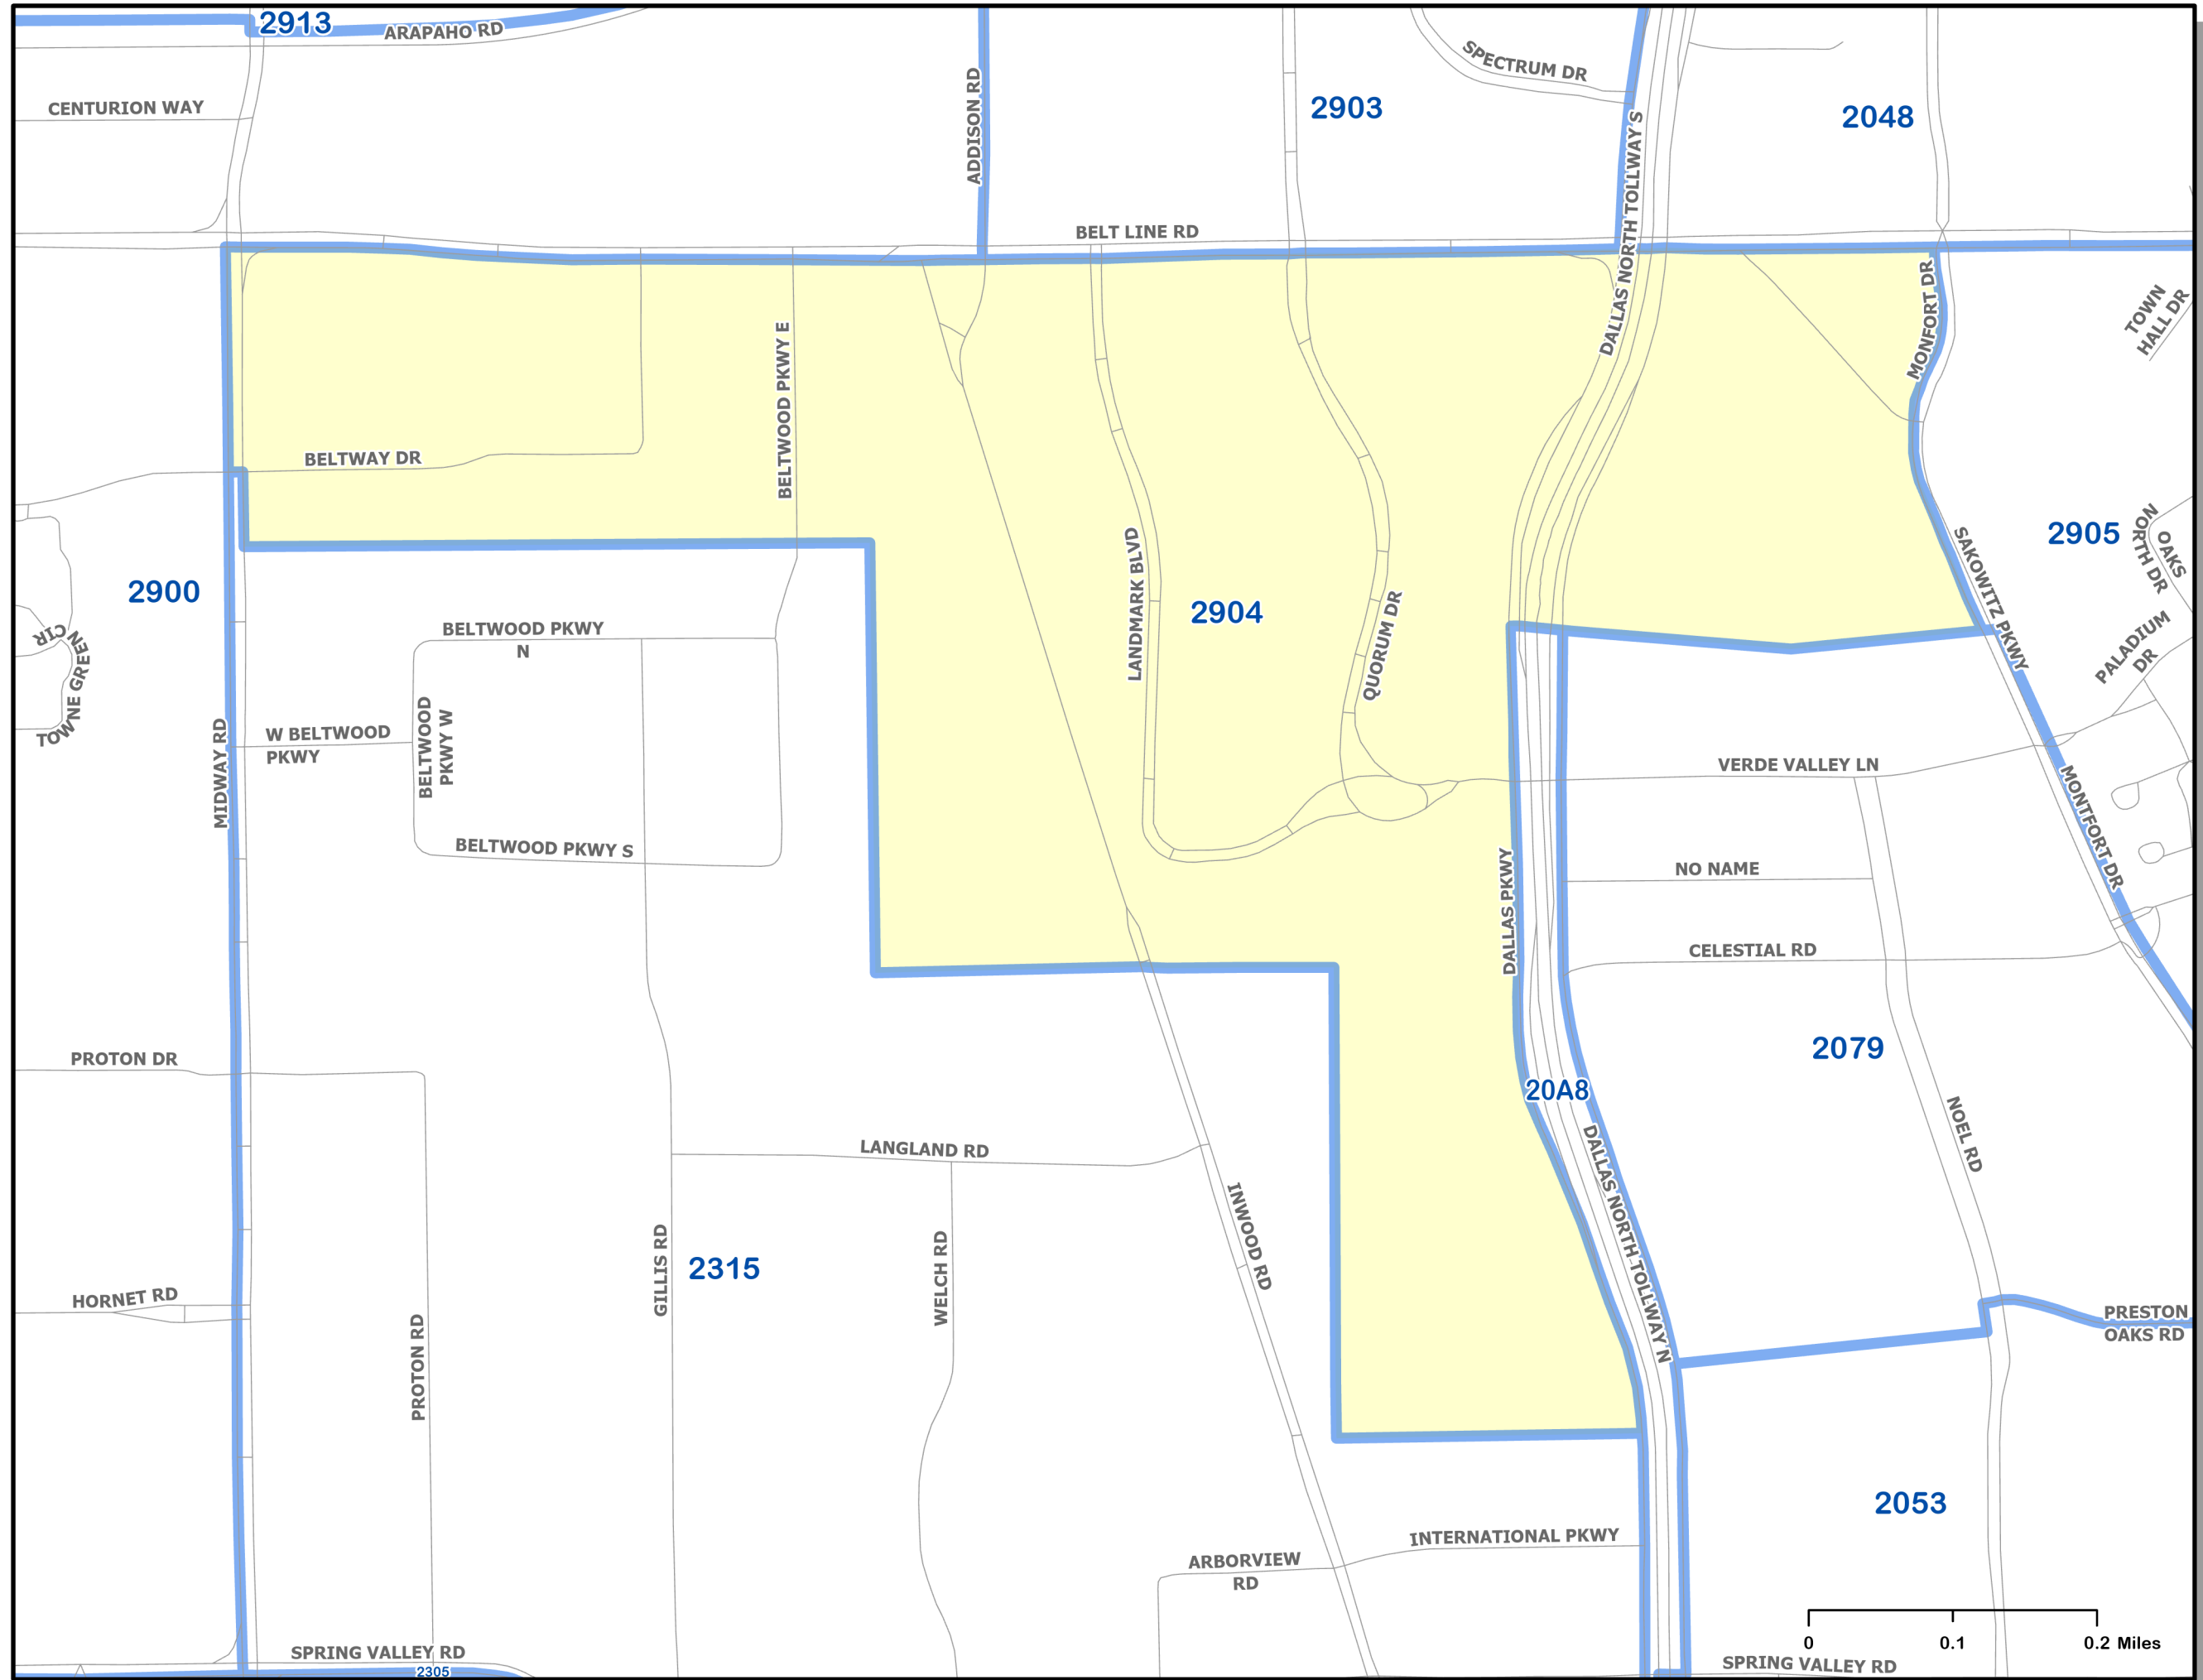 2913
ARAPAHO RD
SPECTRUM DR
ADDISON RD
CENTURION WAY
2903
2048
DALLAS NORTH TOLLWAY S
BELT LINE RD
MONFORT DR
TOWN
HALL DR
BELTWOOD PKWY E
BELTWAY DR
2905
ON
ORTH DR
OAKS
2900
LANDMARK BLVD
2904
QUORUM DR
SAKOWITZ PKWY
PALADIUM
DR
TOWNE GREEN CIR
BELTWOOD PKWY
N
BELTWOOD
PKWY W
W BELTWOOD
PKWY
MIDWAY RD
VERDE VALLEY LN
MONTFORT DR
BELTWOOD PKWY S
NO NAME
DALLAS PKWY
CELESTIAL RD
PROTON DR
2079
20A8
NOEL RD
LANGLAND RD
DALLAS NORTH TOLLWAY N
INWOOD RD
GILLIS RD
2315
WELCH RD
HORNET RD
PROTON RD
PRESTON
OAKS RD
2053
INTERNATIONAL PKWY
ARBORVIEW
RD
0 0.1 0.2 Miles
SPRING VALLEY RD
2305
SPRING VALLEY RD